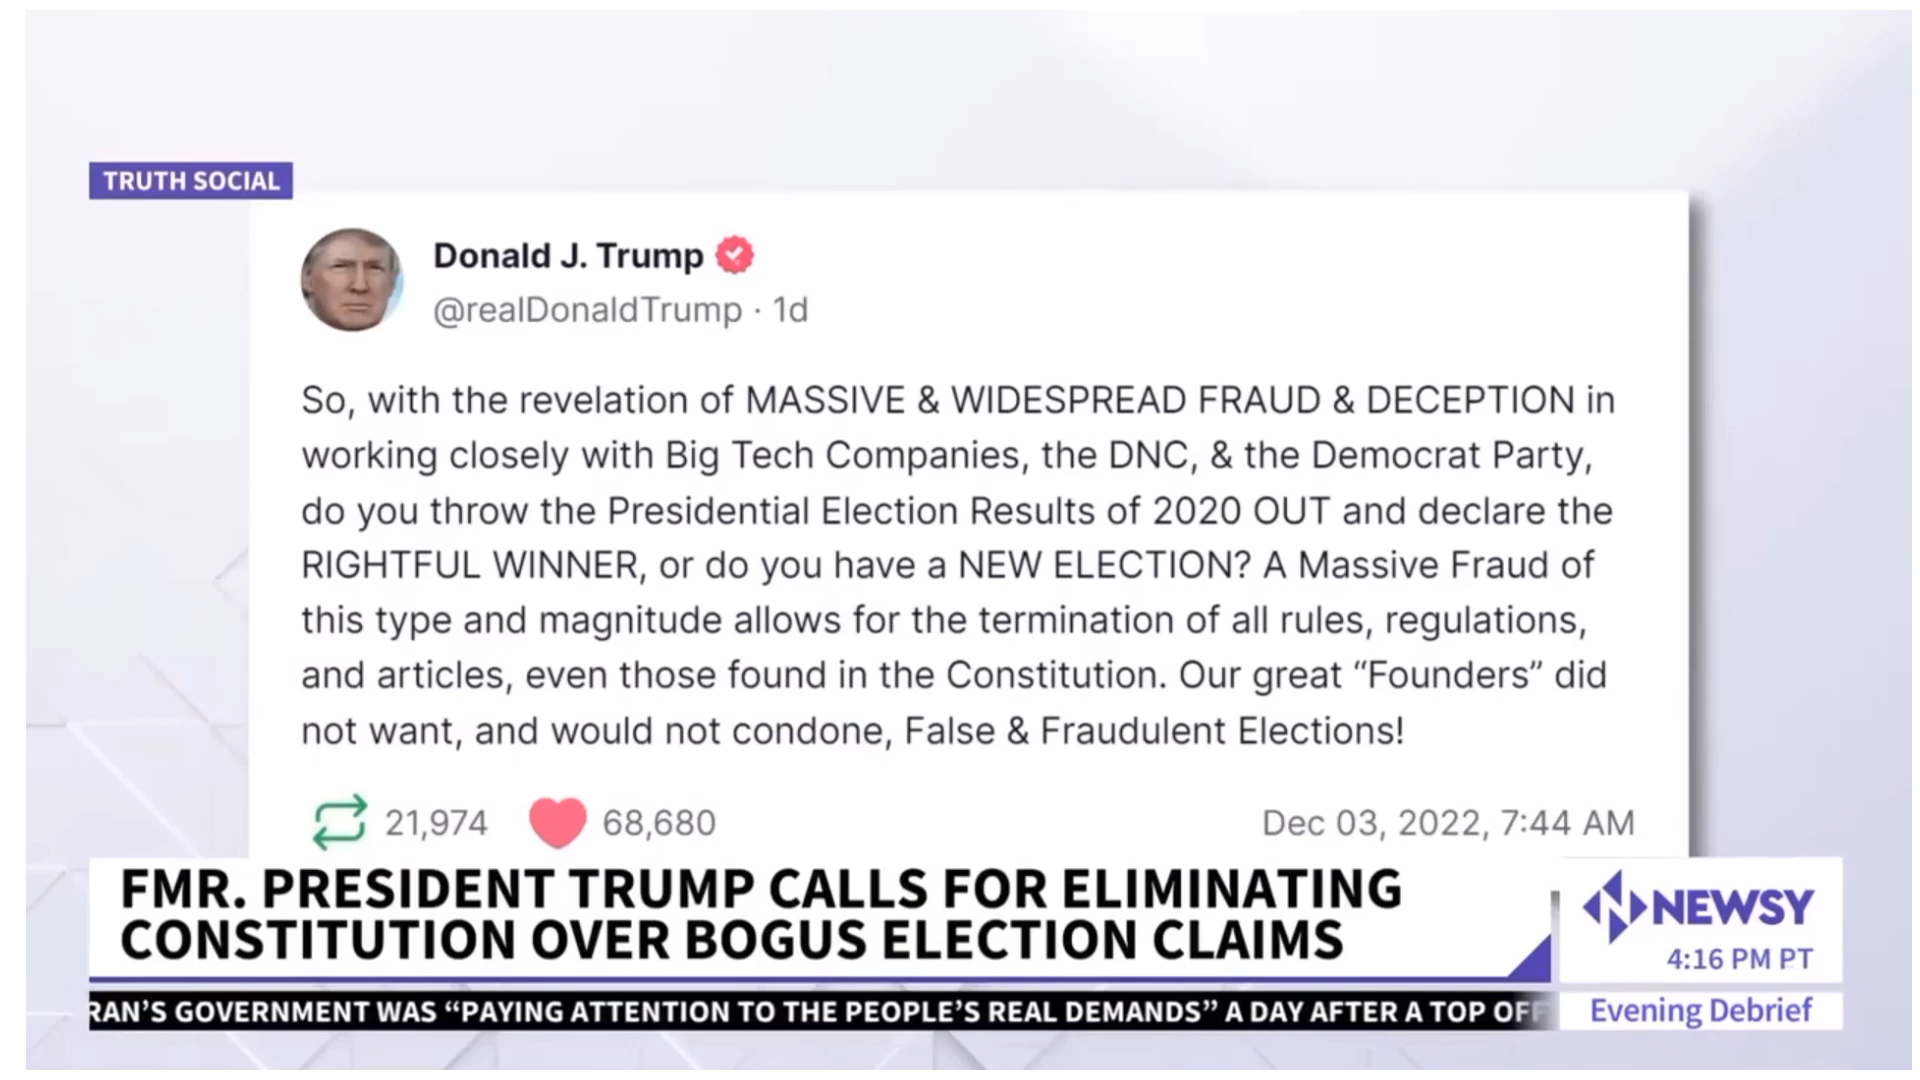 TRUTH SOCIAL
Donald J. Trump
@realDonaldTrump · 1d
So, with the revelation of MASSIVE & WIDESPREAD FRAUD & DECEPTION in
working closely with Big Tech Companies, the DNC, & the Democrat Party,
do you throw the Presidential Election Results of 2020 OUT and declare the
RIGHTFUL WINNER, or do you have a NEW ELECTION? A Massive Fraud of
this type and magnitude allows for the termination of all rules, regulations,
and articles, even those found in the Constitution. Our great “Founders” did
not want, and would not condone, False & Fraudulent Elections!
21,974 68,680 Dec 03, 2022, 7:44 AM
FMR. PRESIDENT TRUMP CALLS FOR ELIMINATING
CONSTITUTION OVER BOGUS ELECTION CLAIMS
NEWSY
4:16 PM PT
RAN’S GOVERNMENT WAS “PAYING ATTENTION TO THE PEOPLE’S REAL DEMANDS” A DAY AFTER A TOP OFF
Evening Debrief